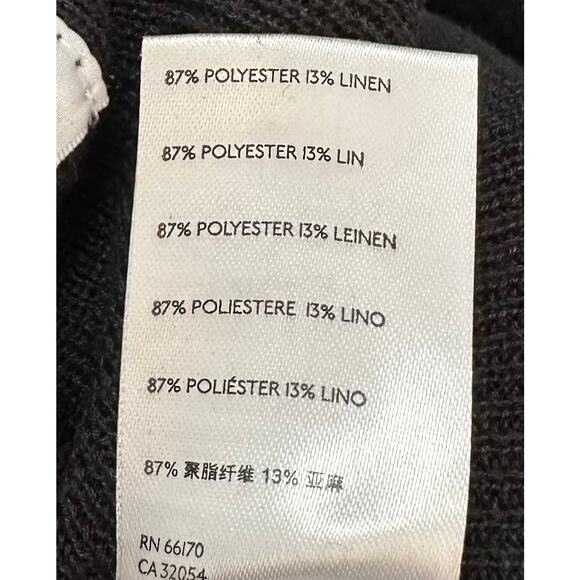 87% POLYESTER 13% LINEN
87% POLYESTER 13% LIN
87% POLYESTER 13% LEINEN
87% POLIESTERE 13% LINO
87% POLIÉSTER 13% LINO
87% 聚脂纤维 13% 亚麻
RN 66170
CA 32054